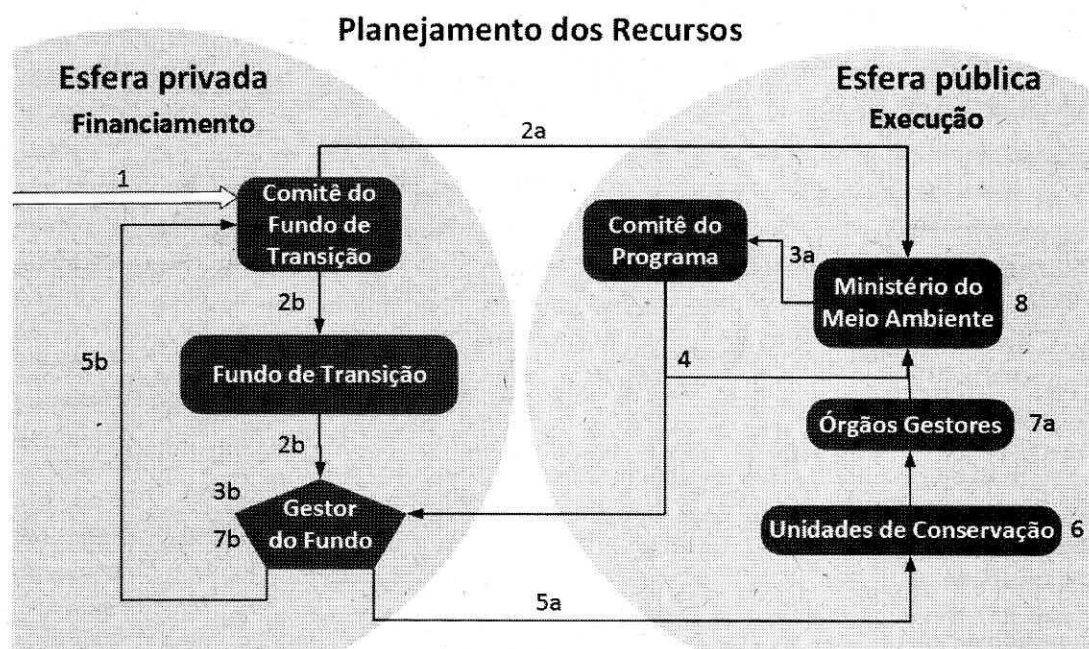 Planejamento dos Recursos
Esfera privada
Financiamento
Esfera pública
Execução
1
2a
Comitê do
Fundo de
Transição
Comitê do
Programa
3a
Ministério do
Meio Ambiente
8
2b
5b
Fundo de Transição
4
2b
Órgãos Gestores
7a
3b
7b
Gestor
do Fundo
Unidades de Conservação
6
5a